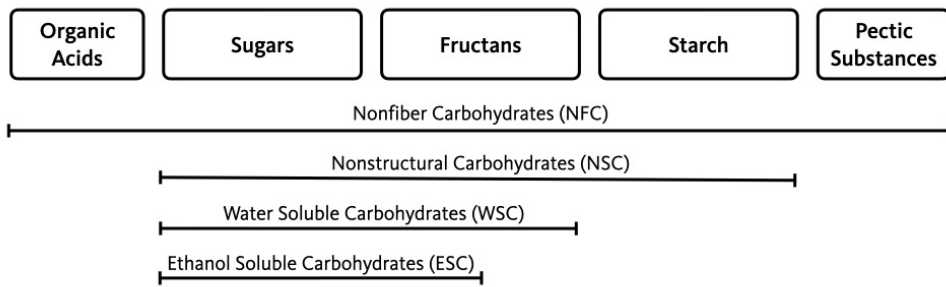 Organic
Acids
Sugars
Fructans
Starch
Pectic
Substances
Nonfiber Carbohydrates (NFC)
Nonstructural Carbohydrates (NSC)
Water Soluble Carbohydrates (WSC)
Ethanol Soluble Carbohydrates (ESC)